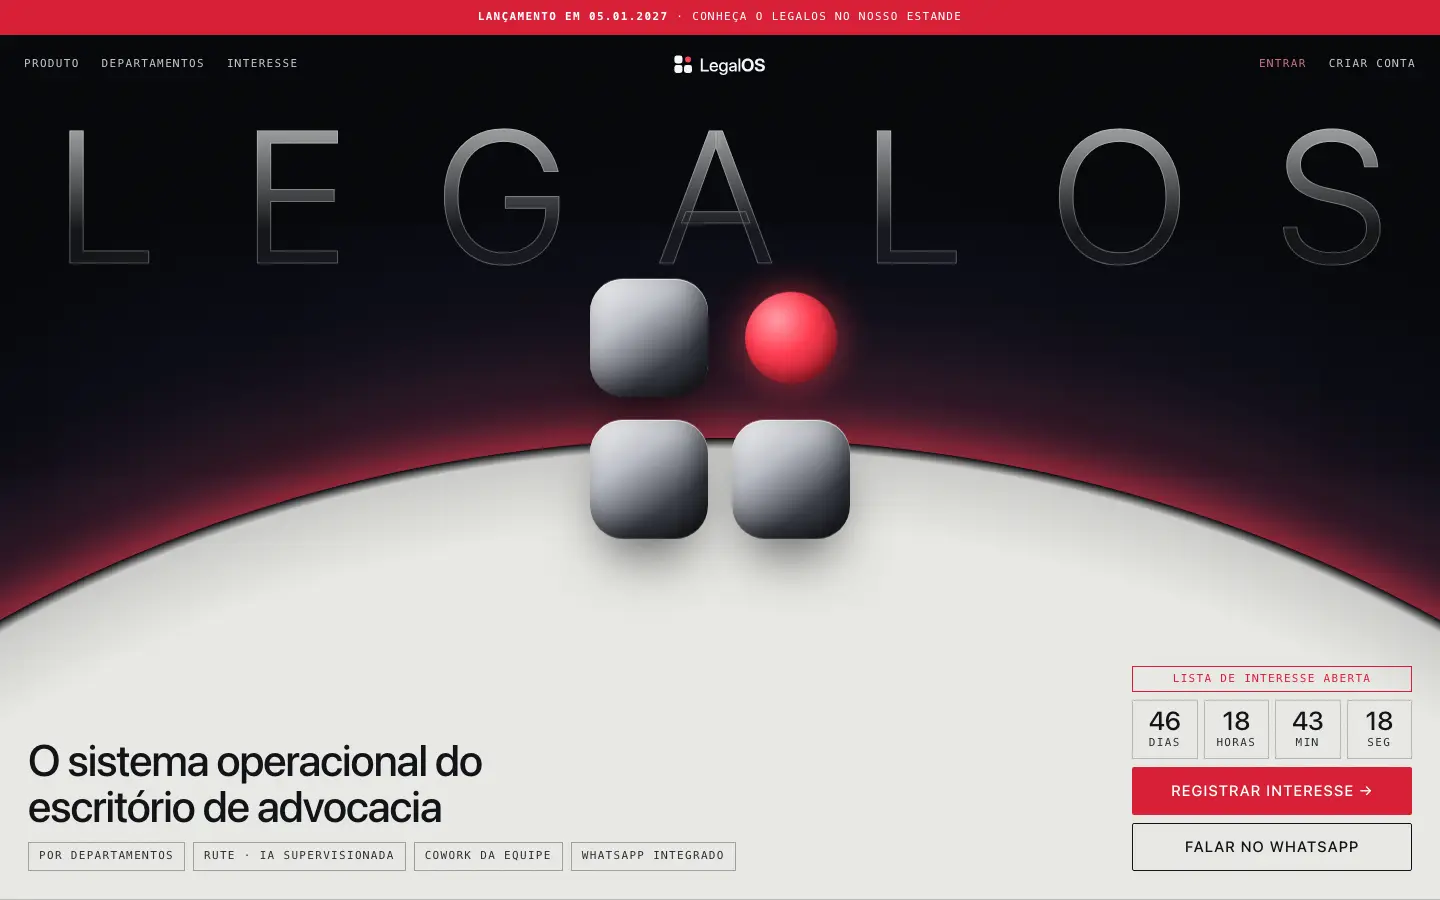 LANÇAMENTO EM 05.01.2027 · CONHEÇA O LEGALOS NO NOSSO ESTANDE
PRODUTO DEPARTAMENTOS INTERESSE
LegalOS
ENTRAR CRIAR CONTA
LEGALOS
O sistema operacional do
escritório de advocacia
POR DEPARTAMENTOS
RUTE · IA SUPERVISIONADA
COWORK DA EQUIPE
WHATSAPP INTEGRADO
LISTA DE INTERESSE ABERTA
46 18 43 18
DIAS HORAS MIN SEG
REGISTRAR INTERESSE →
FALAR NO WHATSAPP